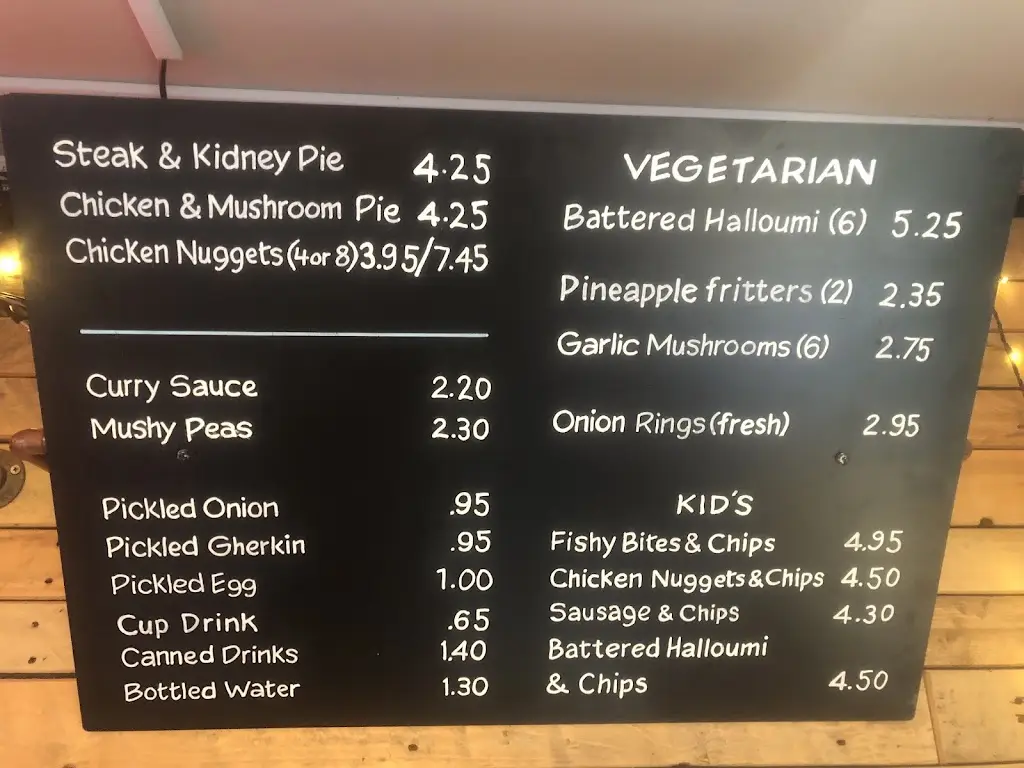 Steak & Kidney Pie 4.25
Chicken & Mushroom Pie 4.25
Chicken Nuggets (4 or 8) 3.95/7.45
Curry Sauce 2.20
Mushy Peas 2.30
Pickled Onion .95
Pickled Gherkin .95
Pickled Egg 1.00
Cup Drink .65
Canned Drinks 1.40
Bottled Water 1.30
VEGETARIAN
Battered Halloumi (6) 5.25
Pineapple fritters (2) 2.35
Garlic Mushrooms (6) 2.75
Onion Rings (fresh) 2.95
KID'S
Fishy Bites & Chips 4.95
Chicken Nuggets & Chips 4.50
Sausage & Chips 4.30
Battered Halloumi
& Chips 4.50